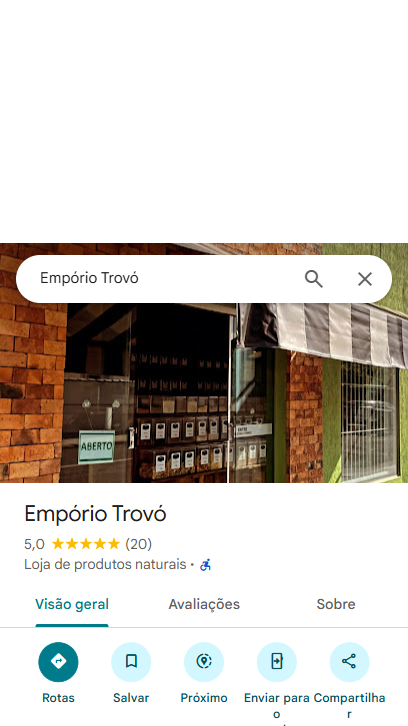 Empório Trovó
ABERTO
Empório Trovó
5,0 (20)
Loja de produtos naturais ·
Visão geral
Avaliações
Sobre
Rotas
Salvar
Próximo
Enviar para o
Compartilhar